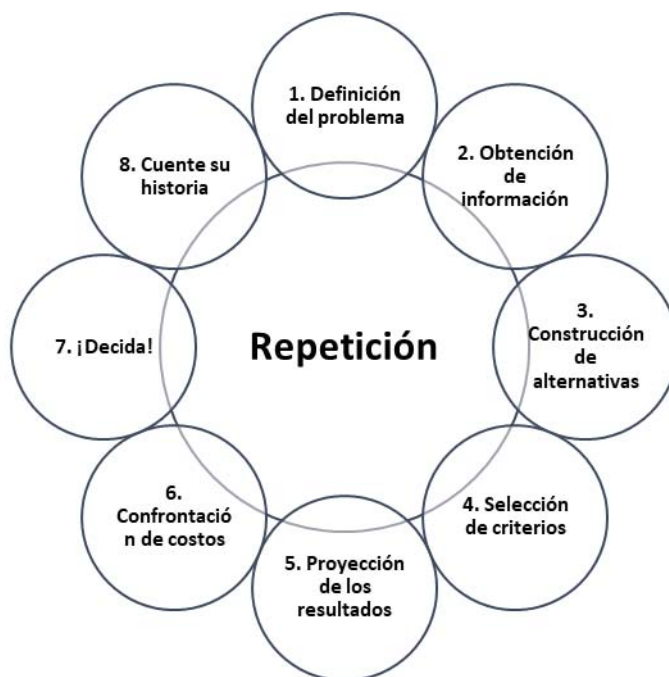 1. Definición
del problema
2. Obtención
de
información
3.
Construcción
de
alternativas
4. Selección
de criterios
5. Proyección
de los
resultados
6.
Confrontació
n de costos
7. ¡Decida!
8. Cuente su
historia
Repetición